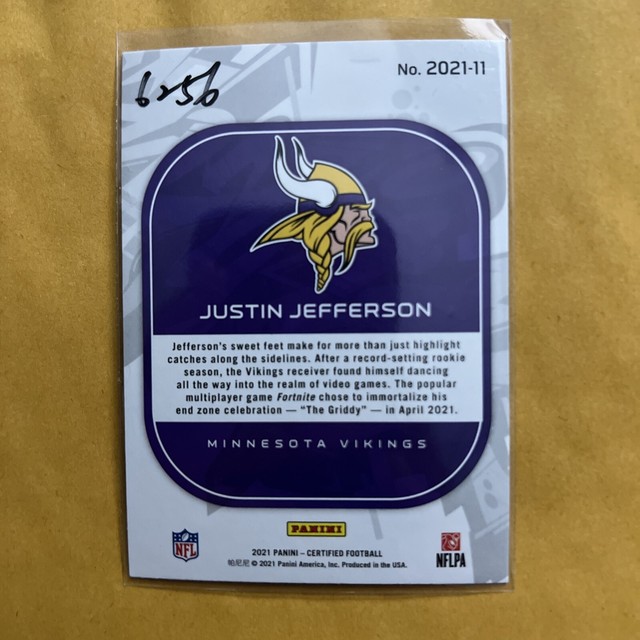 6256
No. 2021-11
JUSTIN JEFFERSON
Jefferson's sweet feet make for more than just highlight
catches along the sidelines. After a record-setting rookie
season, the Vikings receiver found himself dancing
all the way into the realm of video games. The popular
multiplayer game Fortnite chose to immortalize his
end zone celebration — "The Griddy" — in April 2021.
MINNESOTA VIKINGS
PANINI
2021 PANINI – CERTIFIED FOOTBALL
帕尼尼 © 2021 Panini America, Inc. Produced in the USA.
NFL
NFLPA